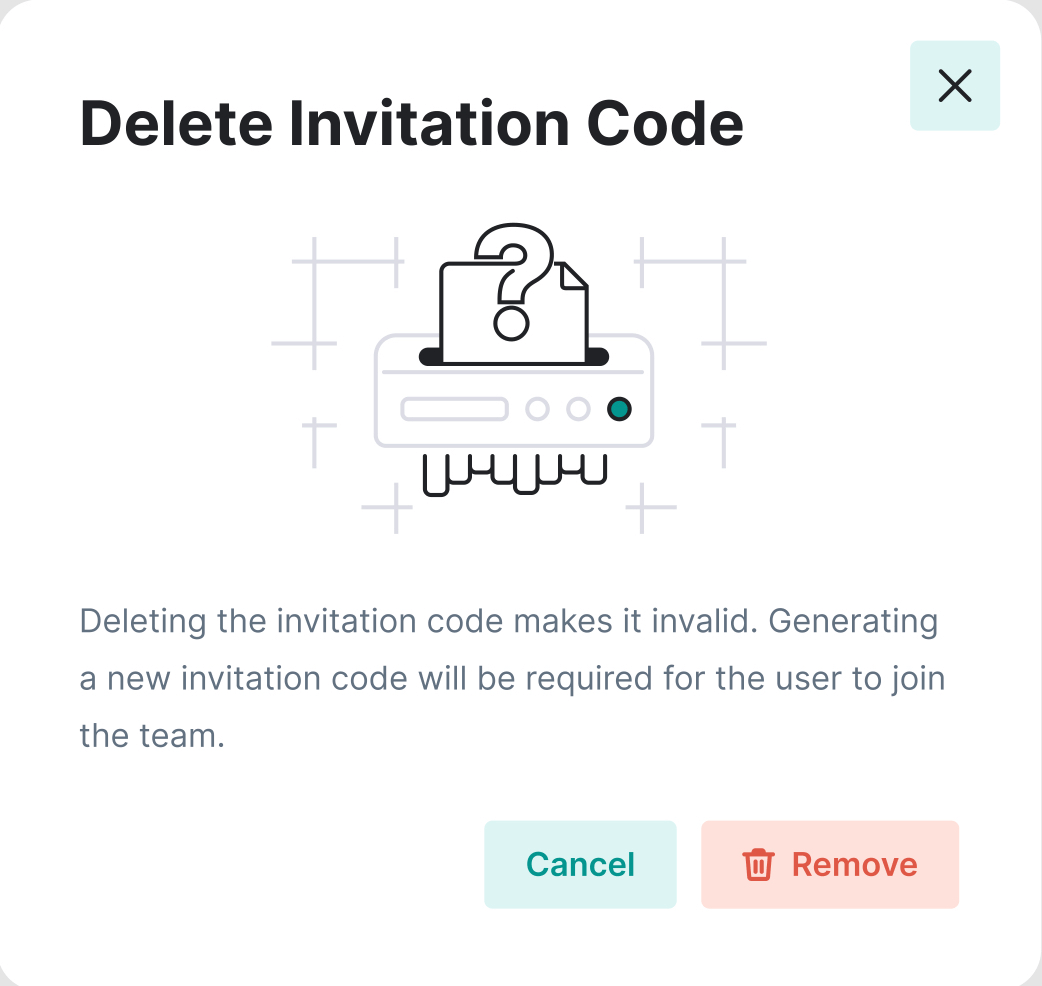 Delete Invitation Code
?
Deleting the invitation code makes it invalid. Generating
a new invitation code will be required for the user to join
the team.
Cancel
Remove